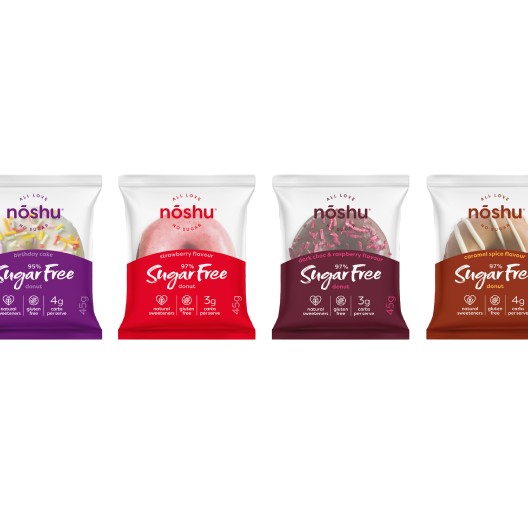 ALL LOVE
nōshu
NO SUGAR
birthday cake
95%
Sugar Free
donut
natural sweeteners
gluten free
4g carbs per serve
45g
ALL LOVE
nōshu
NO SUGAR
strawberry flavour
97%
Sugar Free
donut
natural sweeteners
gluten free
3g carbs per serve
45g
ALL LOVE
nōshu
dark choc & raspberry flavour
97%
Sugar Free
donut
natural sweeteners
gluten free
3g carbs per serve
45g
ALL LOVE
nōshu
NO SUGAR
caramel spice flavour
97%
Sugar Free
donut
natural sweeteners
gluten free
4g carbs per serve